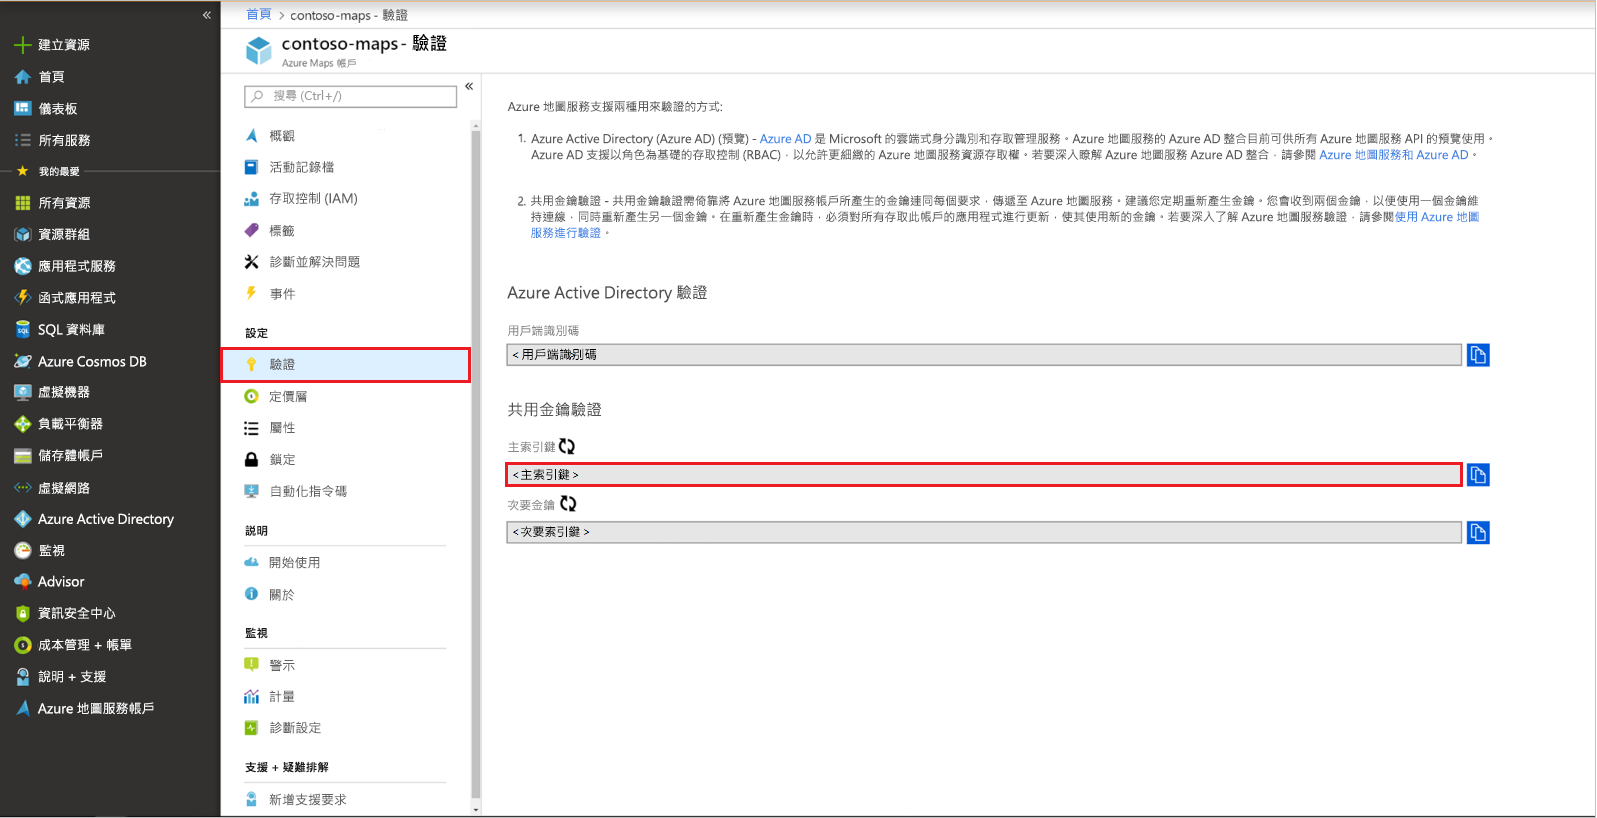 «
建立資源
首頁
儀表板
所有服務
我的最愛
所有資源
資源群組
應用程式服務
函式應用程式
SQL 資料庫
Azure Cosmos DB
虛擬機器
負載平衡器
儲存體帳戶
虛擬網路
Azure Active Directory
監視
Advisor
資訊安全中心
成本管理 + 帳單
說明 + 支援
Azure 地圖服務帳戶
首頁 > contoso-maps - 驗證
contoso-maps - 驗證
Azure Maps 帳戶
搜尋 (Ctrl+/)
«
概觀
活動記錄檔
存取控制 (IAM)
標籤
診斷並解決問題
事件
設定
驗證
定價層
屬性
鎖定
自動化指令碼
說明
開始使用
關於
監視
警示
計量
診斷設定
支援 + 疑難排解
新增支援要求
Azure 地圖服務支援兩種用來驗證的方式:
1. Azure Active Directory (Azure AD) (預覽) - Azure AD 是 Microsoft 的雲端式身分識別和存取管理服務。Azure 地圖服務的 Azure AD 整合目前可供所有 Azure 地圖服務 API 的預覽使用。
Azure AD 支援以角色為基礎的存取控制 (RBAC)，以允許更細緻的 Azure 地圖服務資源存取權。若要深入瞭解 Azure 地圖服務 Azure AD 整合，請參閱 Azure 地圖服務和 Azure AD。
2. 共用金鑰驗證 - 共用金鑰驗證需倚靠將 Azure 地圖服務帳戶所產生的金鑰連同每個要求，傳遞至 Azure 地圖服務。建議您定期重新產生金鑰。您會收到兩個金鑰，以便使用一個金鑰維
持連線，同時重新產生另一個金鑰。在重新產生金鑰時，必須對所有存取此帳戶的應用程式進行更新，使其使用新的金鑰。若要深入了解 Azure 地圖服務驗證，請參閱使用 Azure 地圖
服務進行驗證。
Azure Active Directory 驗證
用戶端識別碼
< 用戶端識別碼
共用金鑰驗證
主索引鍵
<主索引鍵 >
次要金鑰
<次要索引鍵 >